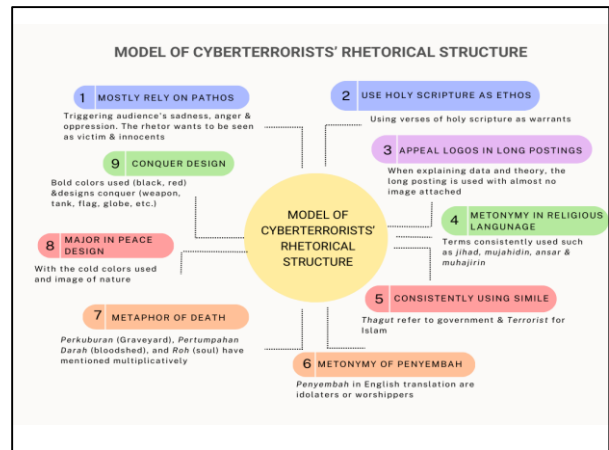 MODEL OF CYBERTERRORISTS' RHETORICAL STRUCTURE
1 MOSTLY RELY ON PATHOS
Triggering audience's sadness, anger &
oppression. The rhetor wants to be seen
as victim & innocents
2 USE HOLY SCRIPTURE AS ETHOS
Using verses of holy scripture as warrants
3 APPEAL LOGOS IN LONG POSTINGS
When explaining data and theory, the
long posting is used with almost no
image attached
4 METONYMY IN RELIGIOUS
LANGUNAGE
Terms consistently used such
as jihad, mujahidin, ansar &
muhajirin
5 CONSISTENTLY USING SIMILE
Thagut refer to government & Terrorist for
Islam
6 METONYMY OF PENYEMBAH
Penyembah in English translation are
idolaters or worshippers
7 METAPHOR OF DEATH
Perkuburan (Graveyard), Pertumpahan
Darah (bloodshed), and Roh (soul) have
mentioned multiplicatively
8 MAJOR IN PEACE
DESIGN
With the cold colors used
and image of nature
9 CONQUER DESIGN
Bold colors used (black, red)
&designs conquer (weapon,
tank, flag, globe, etc.)
MODEL OF
CYBERTERRORISTS'
RHETORICAL
STRUCTURE